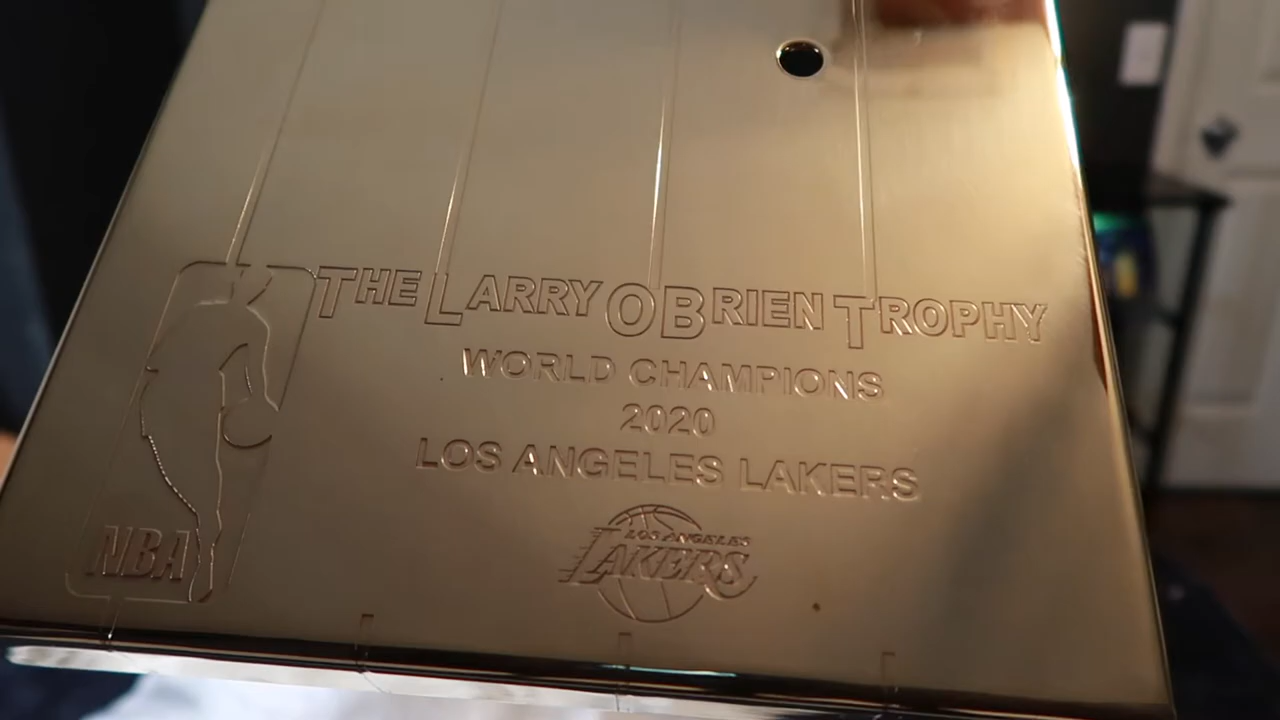 THE LARRY OBRIEN TROPHY
WORLD CHAMPIONS
2020
LOS ANGELES LAKERS
LOS ANGELES
LAKERS
NBA